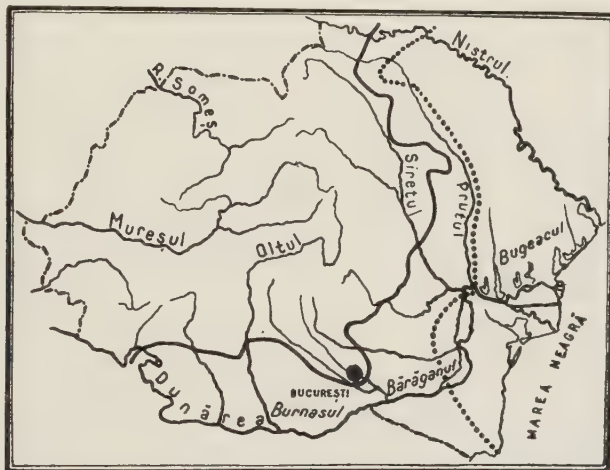 Nistrul
R. Someș
Siretul
Prutul
Mureșul
Oltul
Bugeacul
MAREA NEAGRĂ
Bărăganul
BUCUREȘTI
Burnasul
Dunărea